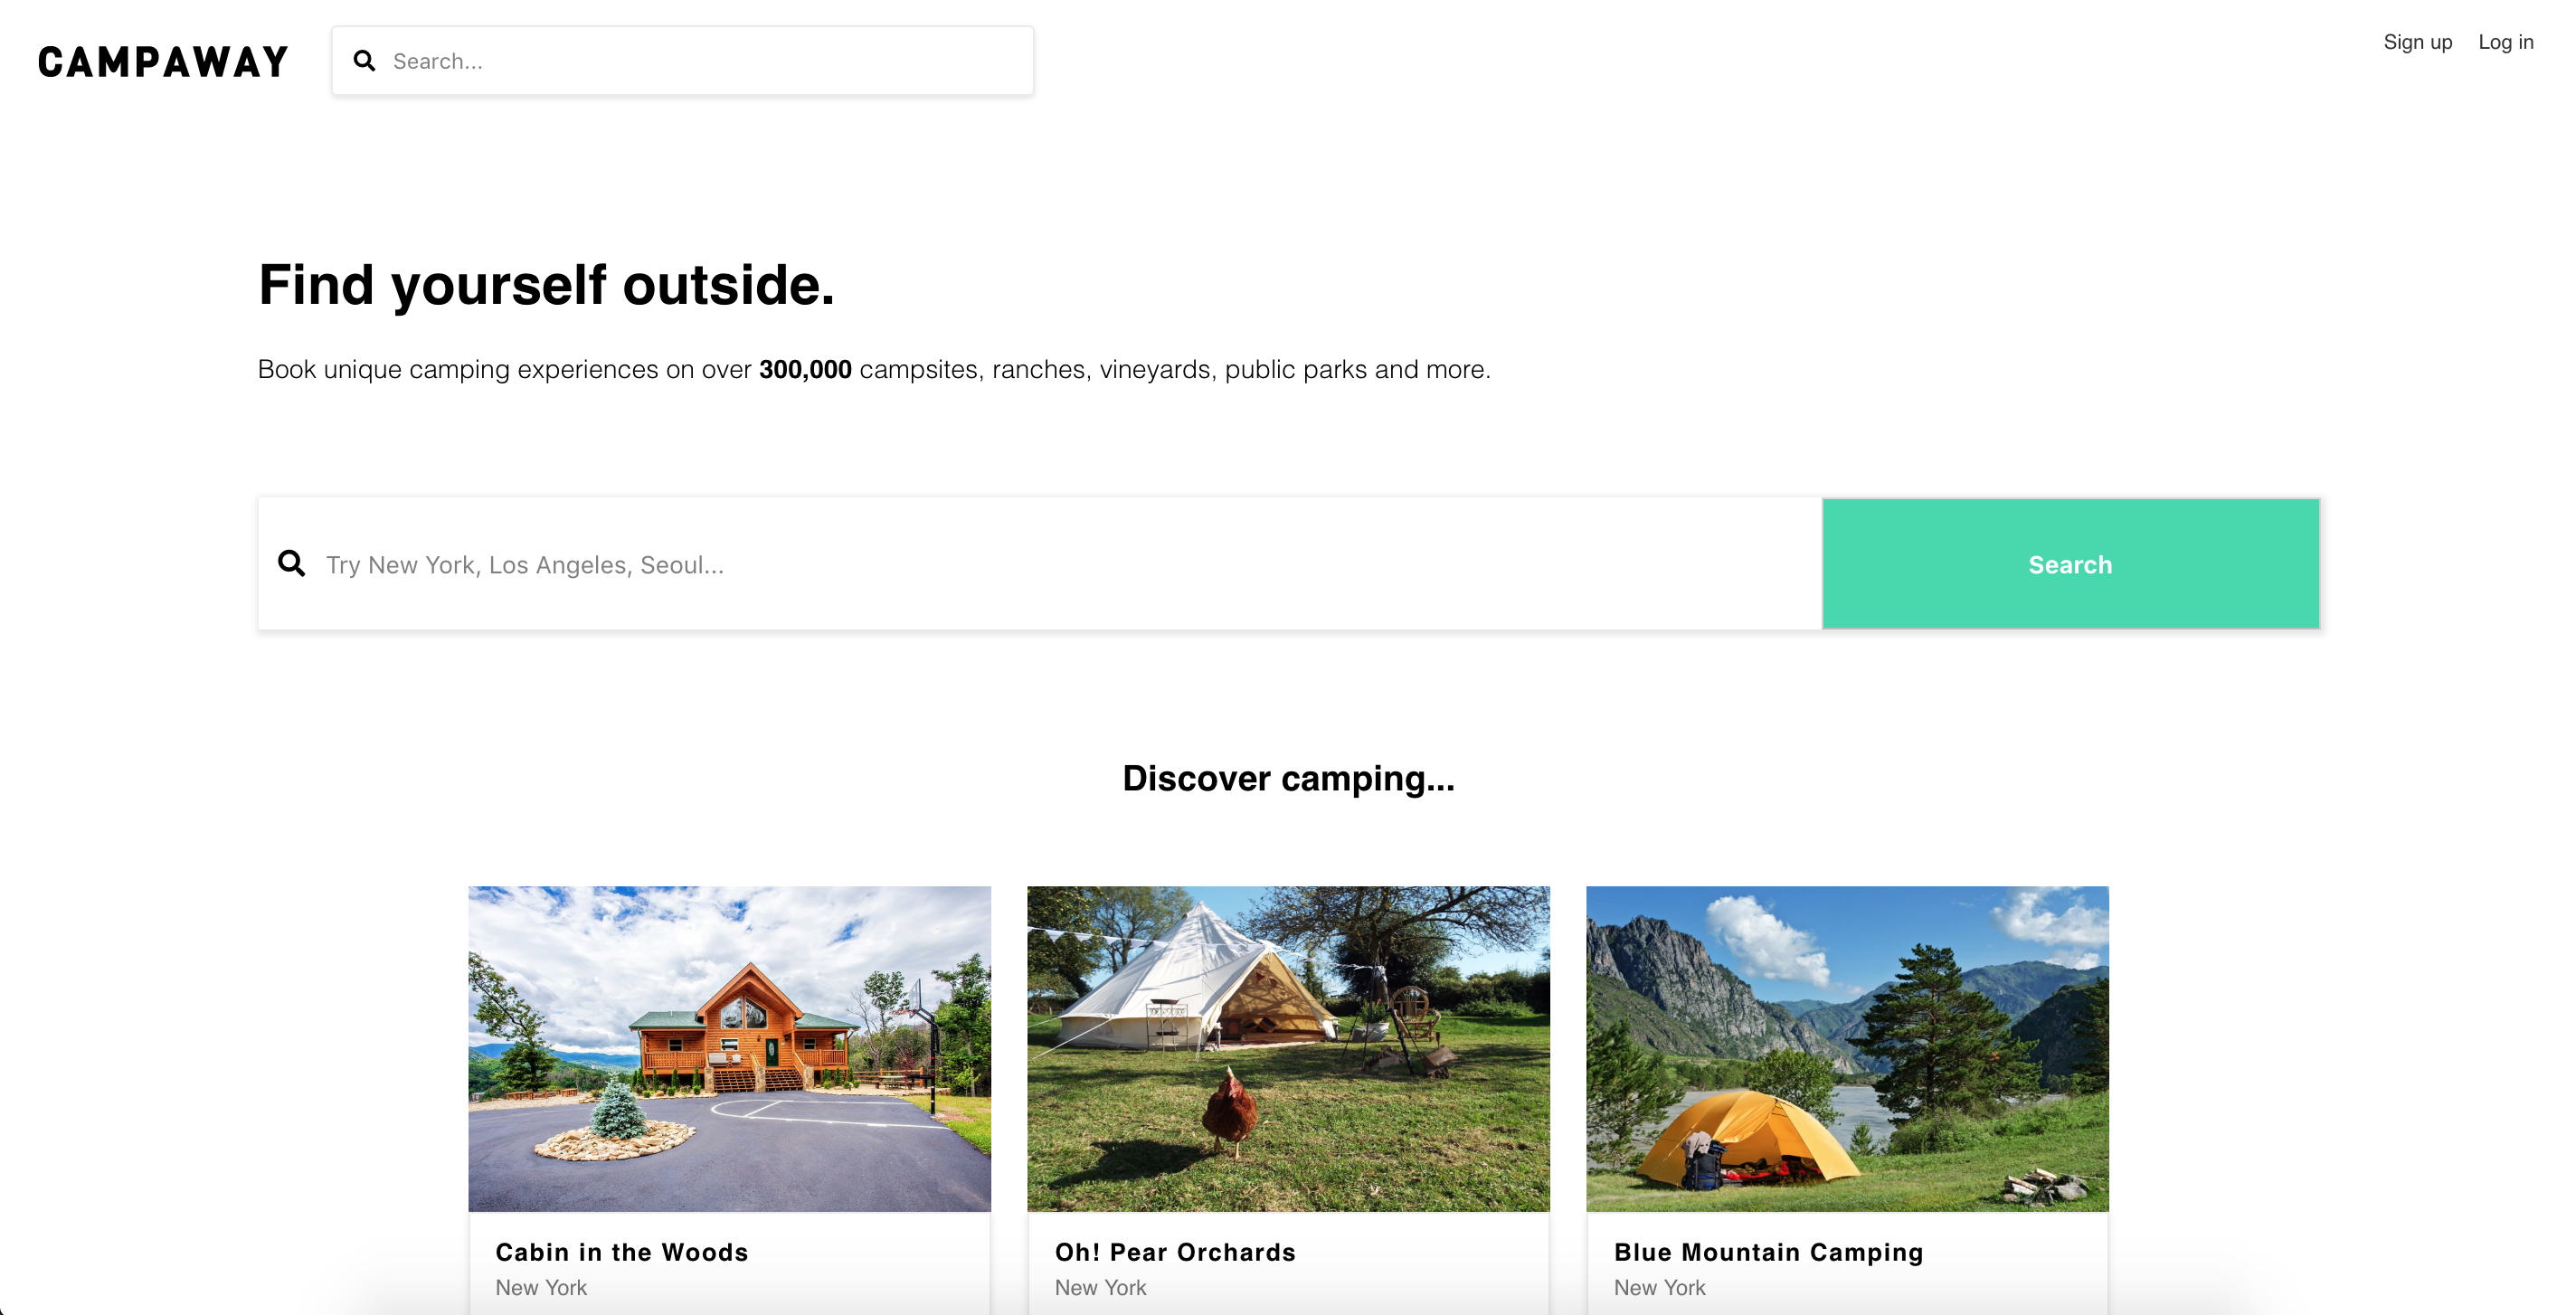 CAMPAWAY
Search...
Sign up
Log in
Find yourself outside.
Book unique camping experiences on over 300,000 campsites, ranches, vineyards, public parks and more.
Try New York, Los Angeles, Seoul...
Search
Discover camping...
Cabin in the Woods
New York
Oh! Pear Orchards
New York
Blue Mountain Camping
New York